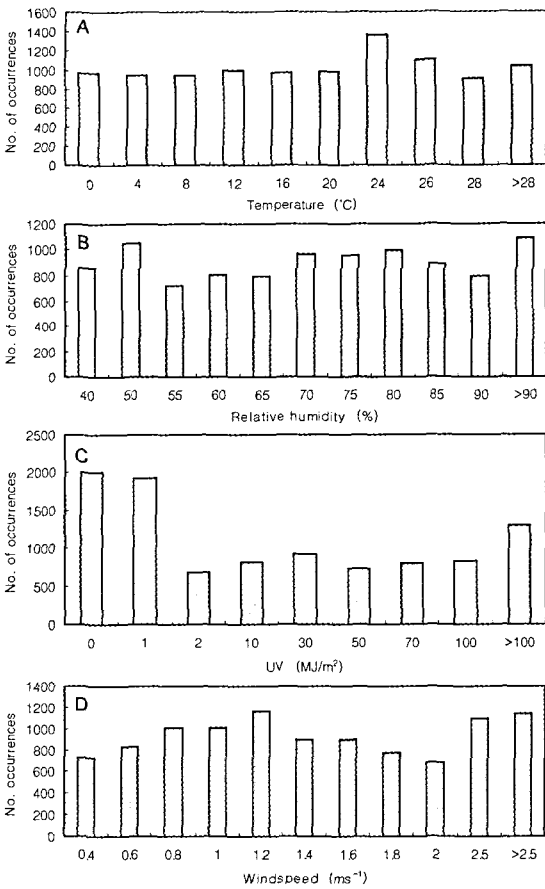 A
No. of occurrences
1600
1400
1200
1000
800
600
400
200
0
0 4 8 12 16 20 24 26 28 >28
Temperature (°C)
B
No. of occurrences
1200
1000
800
600
400
200
0
40 50 55 60 65 70 75 80 85 90 >90
Relative humidity (%)
C
No. of occurrences
2500
2000
1500
1000
500
0
0 1 2 10 30 50 70 100 >100
UV (MJ/m²)
D
No. occurrences
1400
1200
1000
800
600
400
200
0
0.4 0.6 0.8 1 1.2 1.4 1.6 1.8 2 2.5 >2.5
Windspeed (ms⁻¹)